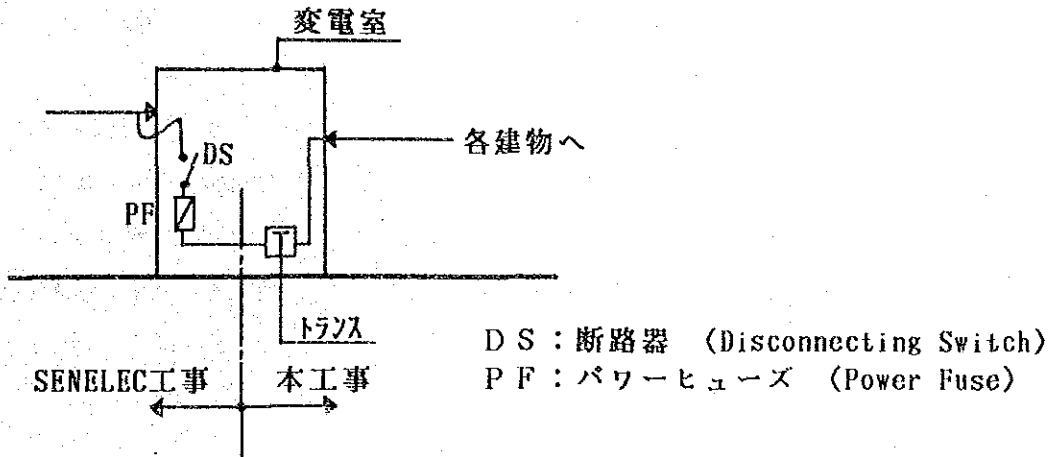 変電室
各建物へ
DS
PF
T
トランス
DS:断路器 (Disconnecting Switch)
PF:パワーヒューズ (Power Fuse)
SENELEC工事 本工事